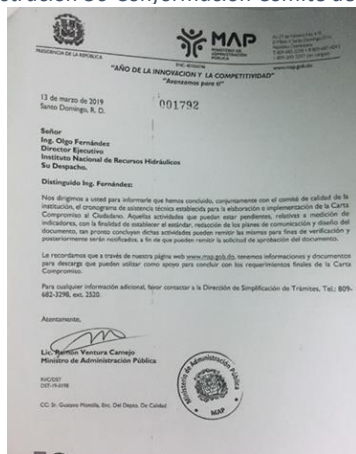 PRESIDENCIA DE LA REPÚBLICA
MAP
MINISTERIO DE
ADMINISTRACIÓN
PÚBLICA
www.map.gob.do
"AÑO DE LA INNOVACION Y LA COMPETITIVIDAD"
"Avanzamos para ti"
13 de marzo de 2019
Santo Domingo, R. D.
001792
Señor
Ing. Olgo Fernández
Director Ejecutivo
Instituto Nacional de Recursos Hidráulicos
Su Despacho.
Distinguido Ing. Fernández:
Nos dirigimos a usted para informarle que hemos concluido, conjuntamente con el comité de calidad de la
institución, el cronograma de asistencia técnica establecida para la elaboración e implementación de la Carta
Compromiso al Ciudadano. Aquellas actividades que puedan estar pendientes, relativas a medición de
indicadores, con la finalidad de establecer el estándar, redacción de los planes de comunicación y diseño del
documento, tan pronto concluyan dichas actividades pueden remitir las mismas para fines de verificación y
posteriormente serán notificados, a fin de que puedan remitir la solicitud de aprobación del documento.
Le recordamos que a través de nuestra página web www.map.gob.do, tenemos informaciones y documentos
para descarga que pueden utilizar como apoyo para concluir con los requerimientos finales de la Carta
Compromiso.
Para cualquier información adicional, favor contactar a la Dirección de Simplificación de Trámites, Tel.: 809-
682-3298, ext. 2520.
Atentamente,
Lic. Ramón Ventura Camejo
Ministro de Administración Pública
CC: Sr. Gustavo Mansilla, Enc. Del Depto. De Calidad
Ministerio de Administración Pública
MAP